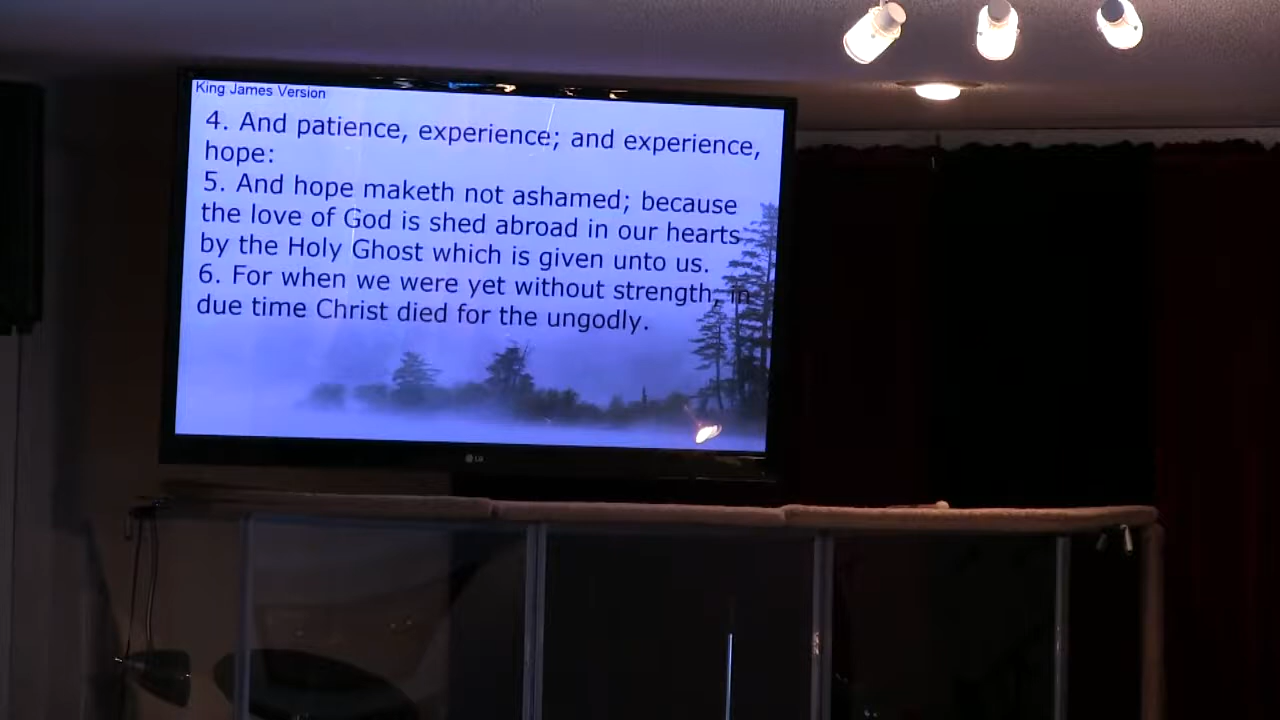 King James Version
4. And patience, experience; and experience,
hope:
5. And hope maketh not ashamed; because
the love of God is shed abroad in our hearts
by the Holy Ghost which is given unto us.
6. For when we were yet without strength, in
due time Christ died for the ungodly.
LG